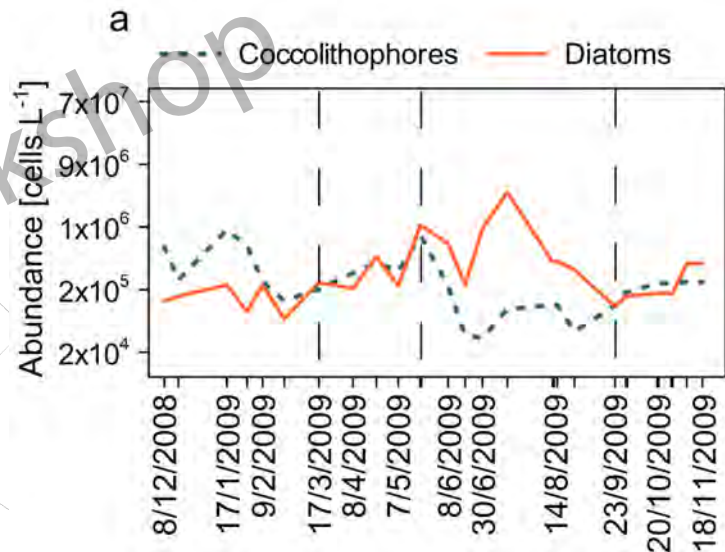 a
Coccolithophores Diatoms
Abundance [cells L⁻¹]
7x10⁷
9x10⁶
1x10⁶
2x10⁵
2x10⁴
8/12/2008
17/1/2009
9/2/2009
17/3/2009
8/4/2009
7/5/2009
8/6/2009
30/6/2009
14/8/2009
23/9/2009
20/10/2009
18/11/2009
kshop